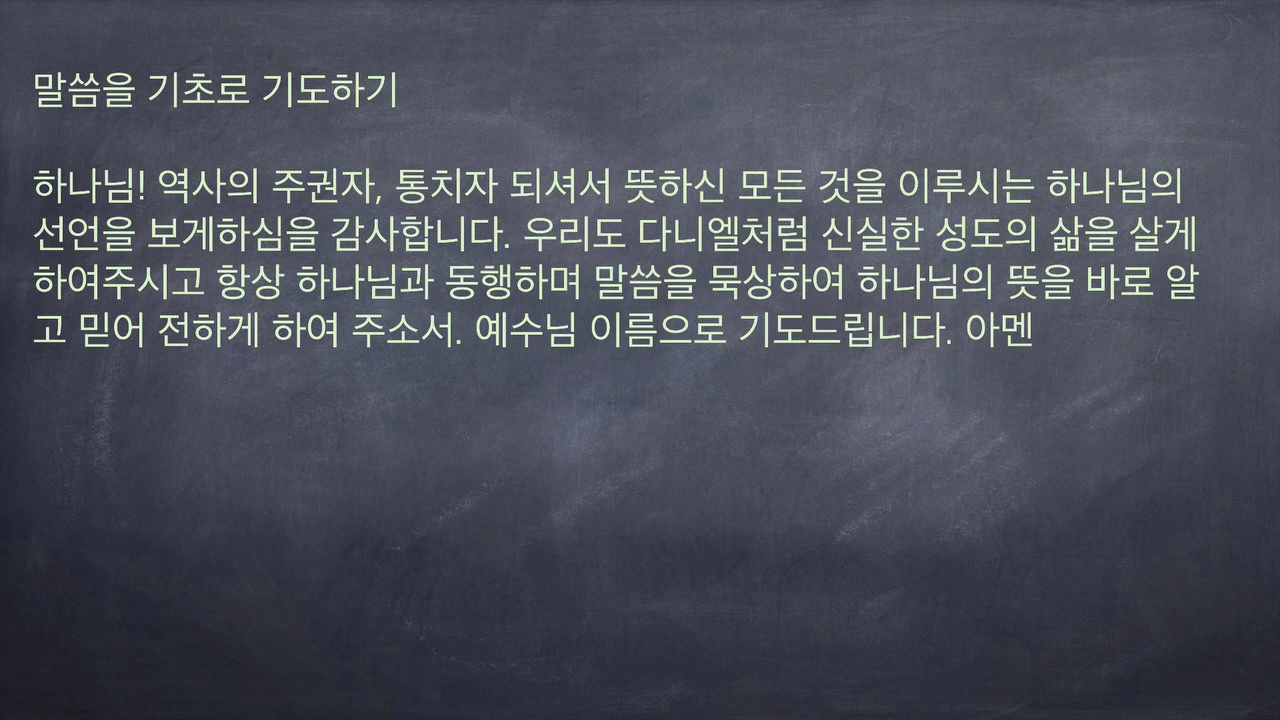 말씀을 기초로 기도하기
하나님! 역사의 주권자, 통치자 되셔서 뜻하신 모든 것을 이루시는 하나님의
선언을 보게하심을 감사합니다. 우리도 다니엘처럼 신실한 성도의 삶을 살게
하여주시고 항상 하나님과 동행하며 말씀을 묵상하여 하나님의 뜻을 바로 알
고 믿어 전하게 하여 주소서. 예수님 이름으로 기도드립니다. 아멘